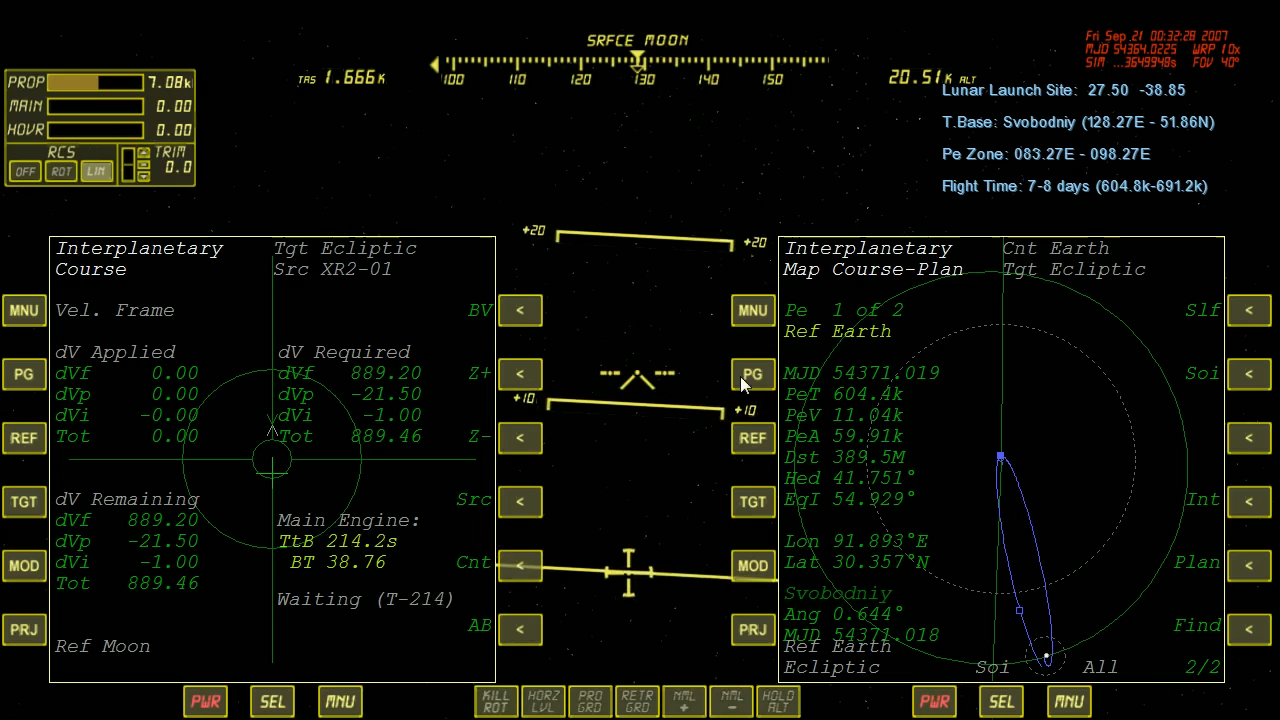 SRFCE MOON
Fri Sep 21 00:32:28 2007
MJD 54364.0225 WRP 10x
SIM ...3649948s FOV 40°
PROP 7.08k
MAIN 0.00
HOVR 0.00
RCS
TRIM
OFF ROT LIN 0.0
TAS 1.666K
100 110 120 130 140 150
20.51K ALT
Lunar Launch Site: 27.50 -38.85
T.Base: Svobodniy (128.27E - 51.86N)
Pe Zone: 083.27E - 098.27E
Flight Time: 7-8 days (604.8k-691.2k)
+20 +20
+10 +10
Interplanetary Tgt Ecliptic
Course Src XR2-01
MNU Vel. Frame BV <
dV Applied dV Required
PG dVf 0.00 dVf 889.20 Z+ <
dVp 0.00 dVp -21.50
dVi -0.00 dVi -1.00
REF Tot 0.00 Tot 889.46 Z- <
TGT dV Remaining Src <
dVf 889.20 Main Engine:
dVp -21.50 TtB 214.2s
MOD dVi -1.00 BT 38.76 Cnt <
Tot 889.46
Waiting (T-214)
PRJ AB <
Ref Moon
PWR SEL MNU
Interplanetary Cnt Earth
Map Course-Plan Tgt Ecliptic
MNU Pe 1 of 2 Slf <
Ref Earth
PG MJD 54371.019 Soi <
PeT 604.4k
PeV 11.04k
REF PeA 59.91k <
Dst 389.5M
Hed 41.751°
TGT EqI 54.929° Int <
Lon 91.893°E
MOD Lat 30.357°N Plan <
Svobodniy
Ang 0.644°
PRJ MJD 54371.018 Find <
Ref Earth
Ecliptic Soi All 2/2
KILL ROT
HORZ LVL
PRO GRD
RETR GRD
NML +
NML -
HOLD ALT
PWR SEL MNU